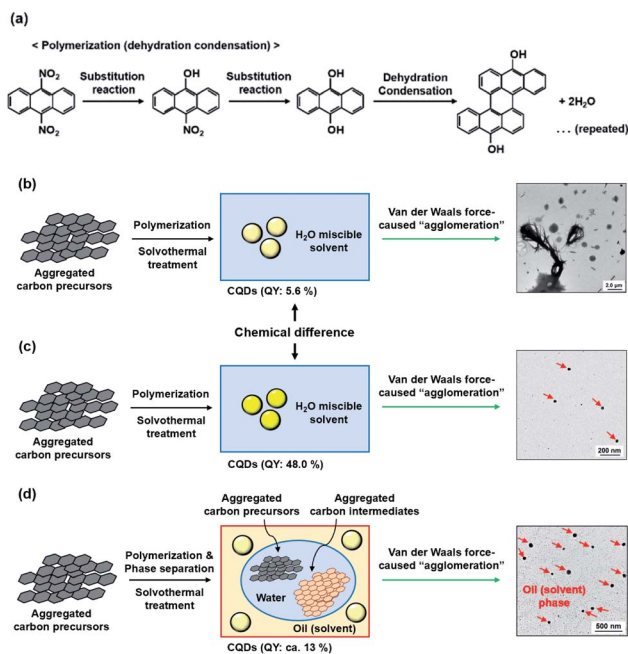 (a)
< Polymerization (dehydration condensation) >
NO₂
NO₂
Substitution
reaction
OH
NO₂
Substitution
reaction
OH
OH
Dehydration
Condensation
OH
OH
+ 2H₂O
... (repeated)
(b)
Aggregated
carbon precursors
Polymerization
Solvothermal
treatment
H₂O miscible
solvent
CQDs (QY: 5.6 %)
Van der Waals force-
caused “agglomeration”
2.0 μm
Chemical difference
(c)
Aggregated
carbon precursors
Polymerization
Solvothermal
treatment
H₂O miscible
solvent
CQDs (QY: 48.0 %)
Van der Waals force-
caused “agglomeration”
200 nm
(d)
Aggregated
carbon precursors
Polymerization &
Phase separation
Solvothermal
treatment
Aggregated
carbon precursors
Aggregated
carbon intermediates
Water
Oil (solvent)
CQDs (QY: ca. 13 %)
Van der Waals force-
caused “agglomeration”
Oil (solvent)
phase
500 nm